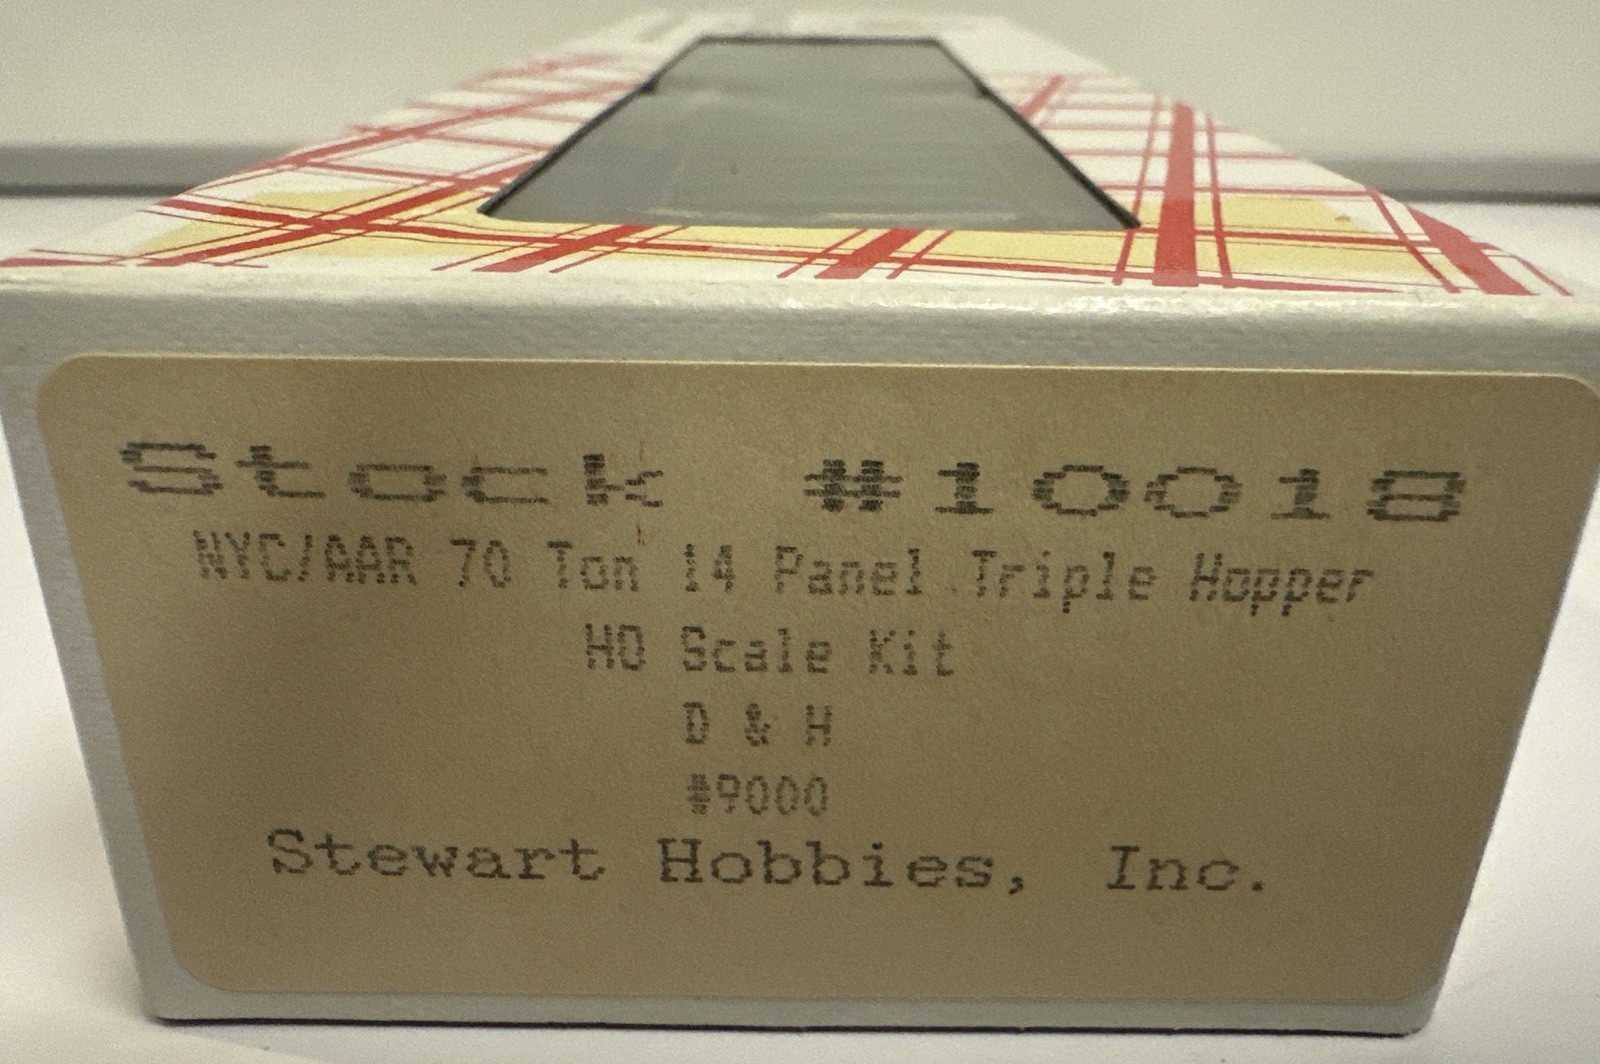 Stock #10018
NYC/AAR 70 Ton 14 Panel Triple Hopper
HO Scale Kit
D & H
#9000
Stewart Hobbies, Inc.